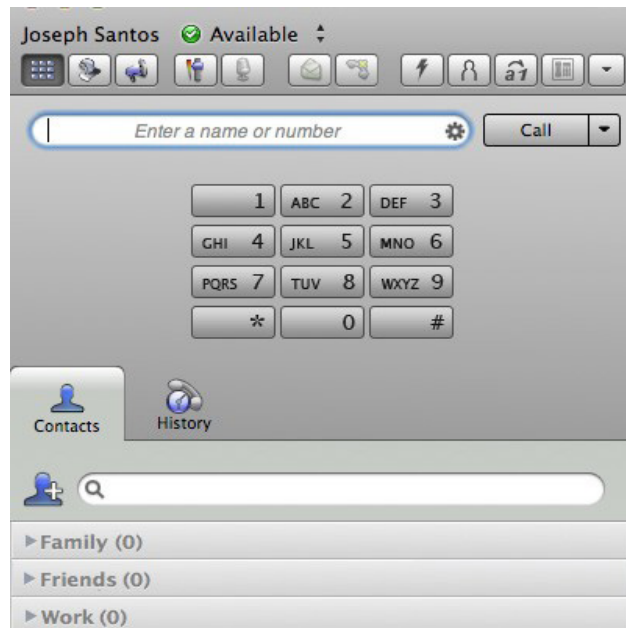 Joseph Santos Available
a1
Enter a name or number Call
1 ABC 2 DEF 3
GHI 4 JKL 5 MNO 6
PQRS 7 TUV 8 WXYZ 9
* 0 #
Contacts History
Family (0)
Friends (0)
Work (0)